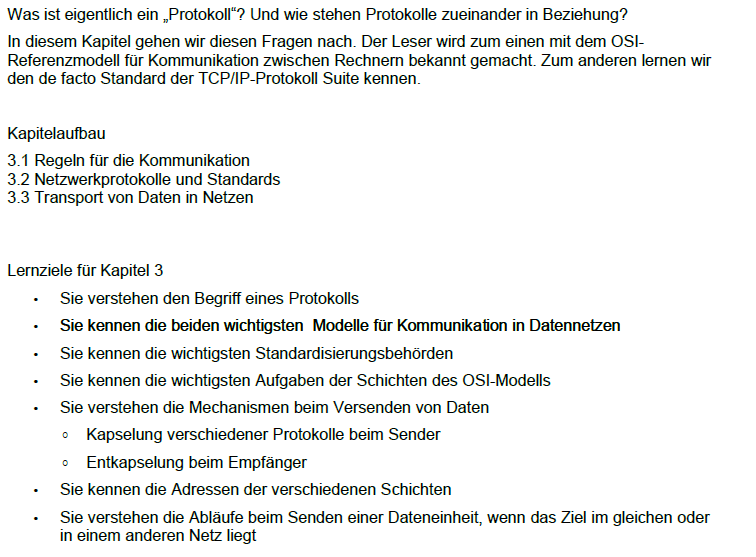 Was ist eigentlich ein „Protokoll“? Und wie stehen Protokolle zueinander in Beziehung?
In diesem Kapitel gehen wir diesen Fragen nach. Der Leser wird zum einen mit dem OSI-
Referenzmodell für Kommunikation zwischen Rechnern bekannt gemacht. Zum anderen lernen wir
den de facto Standard der TCP/IP-Protokoll Suite kennen.
Kapitelaufbau
3.1 Regeln für die Kommunikation
3.2 Netzwerkprotokolle und Standards
3.3 Transport von Daten in Netzen
Lernziele für Kapitel 3
• Sie verstehen den Begriff eines Protokolls
• Sie kennen die beiden wichtigsten Modelle für Kommunikation in Datennetzen
• Sie kennen die wichtigsten Standardisierungsbehörden
• Sie kennen die wichtigsten Aufgaben der Schichten des OSI-Modells
• Sie verstehen die Mechanismen beim Versenden von Daten
○ Kapselung verschiedener Protokolle beim Sender
○ Entkapselung beim Empfänger
• Sie kennen die Adressen der verschiedenen Schichten
• Sie verstehen die Abläufe beim Senden einer Dateneinheit, wenn das Ziel im gleichen oder
in einem anderen Netz liegt